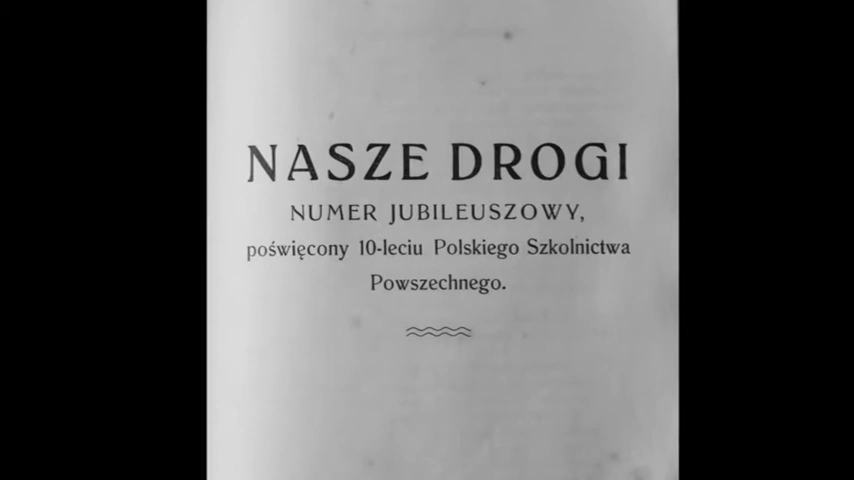 NASZE DROGI
NUMER JUBILEUSZOWY,
poświęcony 10-leciu Polskiego Szkolnictwa
Powszechnego.